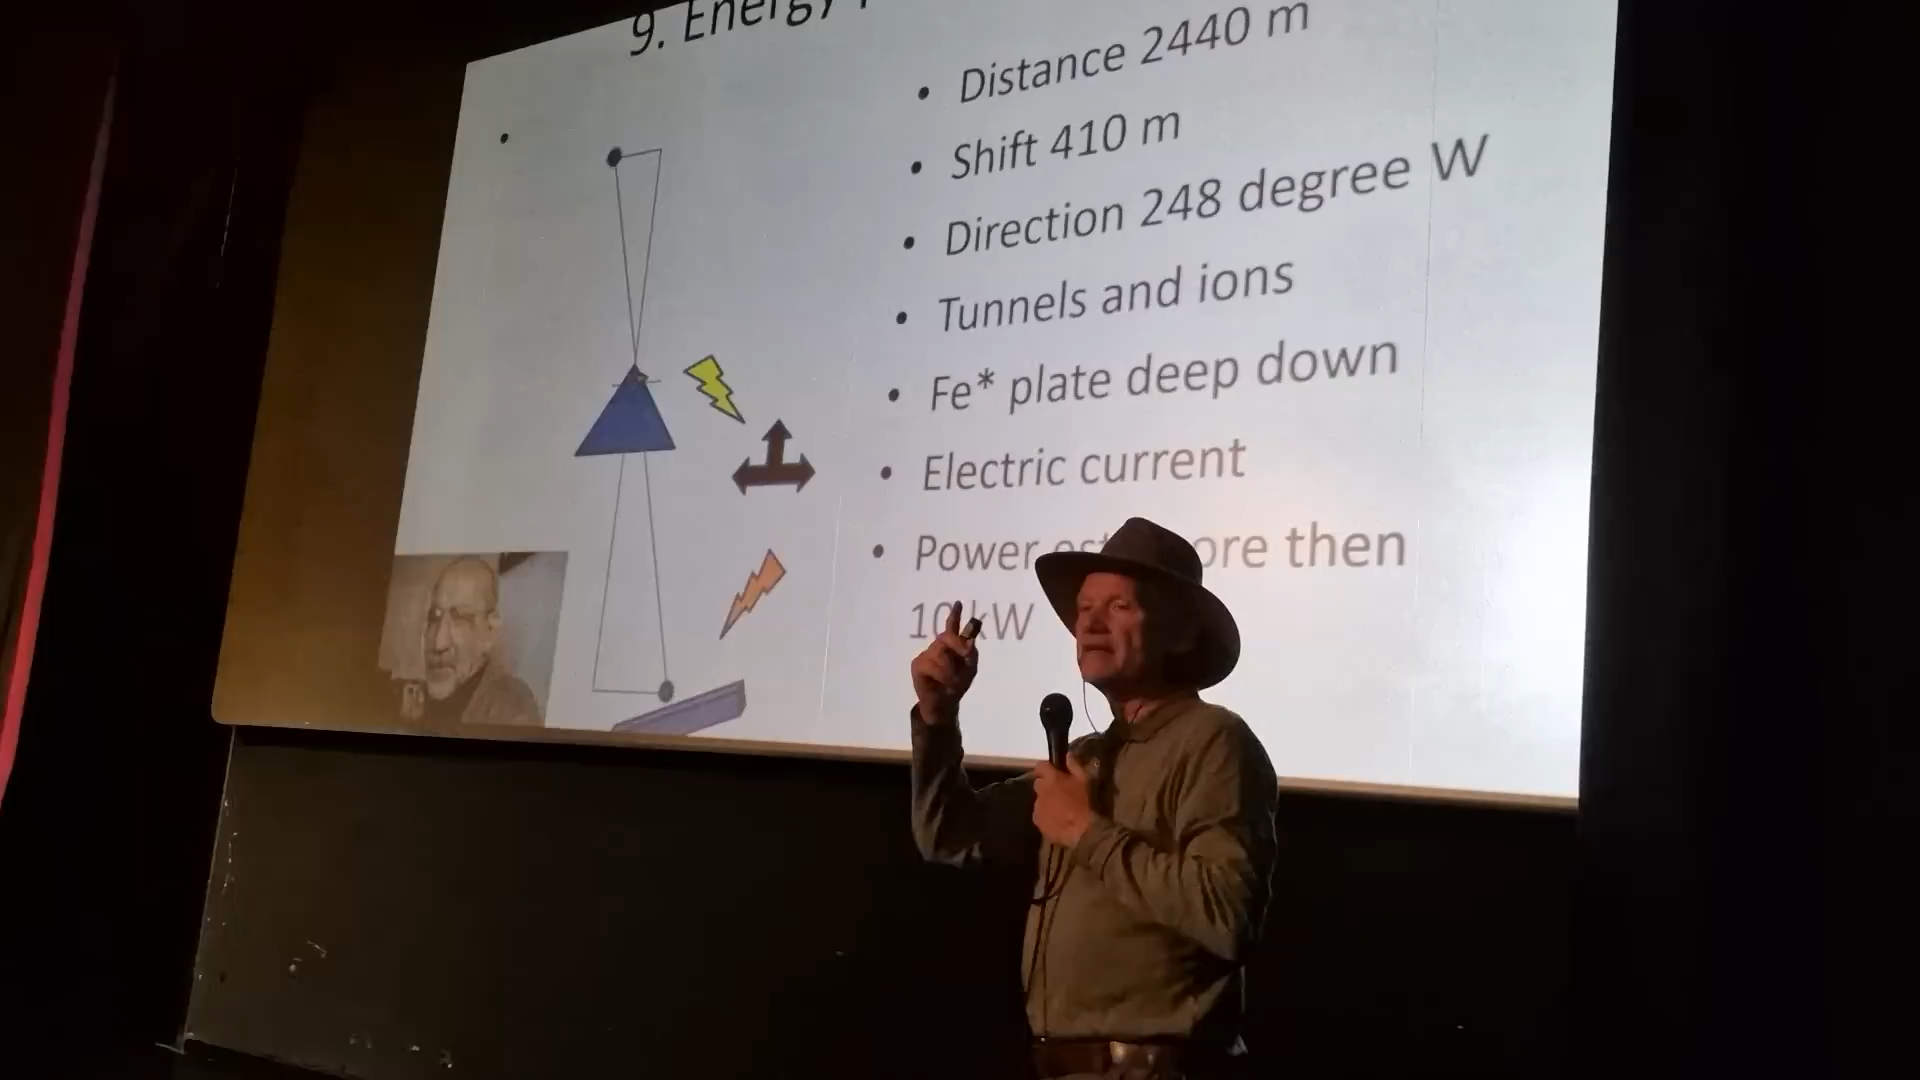 9. Energy
• Distance 2440 m
• Shift 410 m
• Direction 248 degree W
• Tunnels and ions
• Fe* plate deep down
• Electric current
• Power then
kW